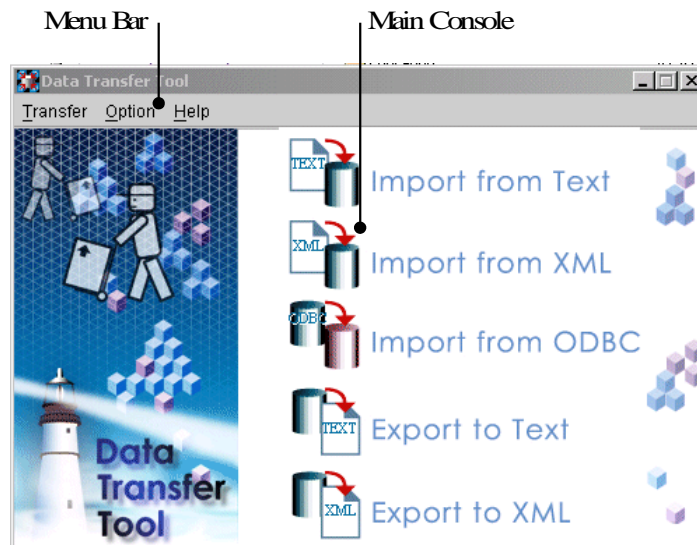 Menu Bar
Main Console
Data Transfer Tool
Transfer Option Help
TEXT
Import from Text
XML
Import from XML
ODBC
Import from ODBC
TEXT
Export to Text
XML
Export to XML
Data
Transfer
Tool